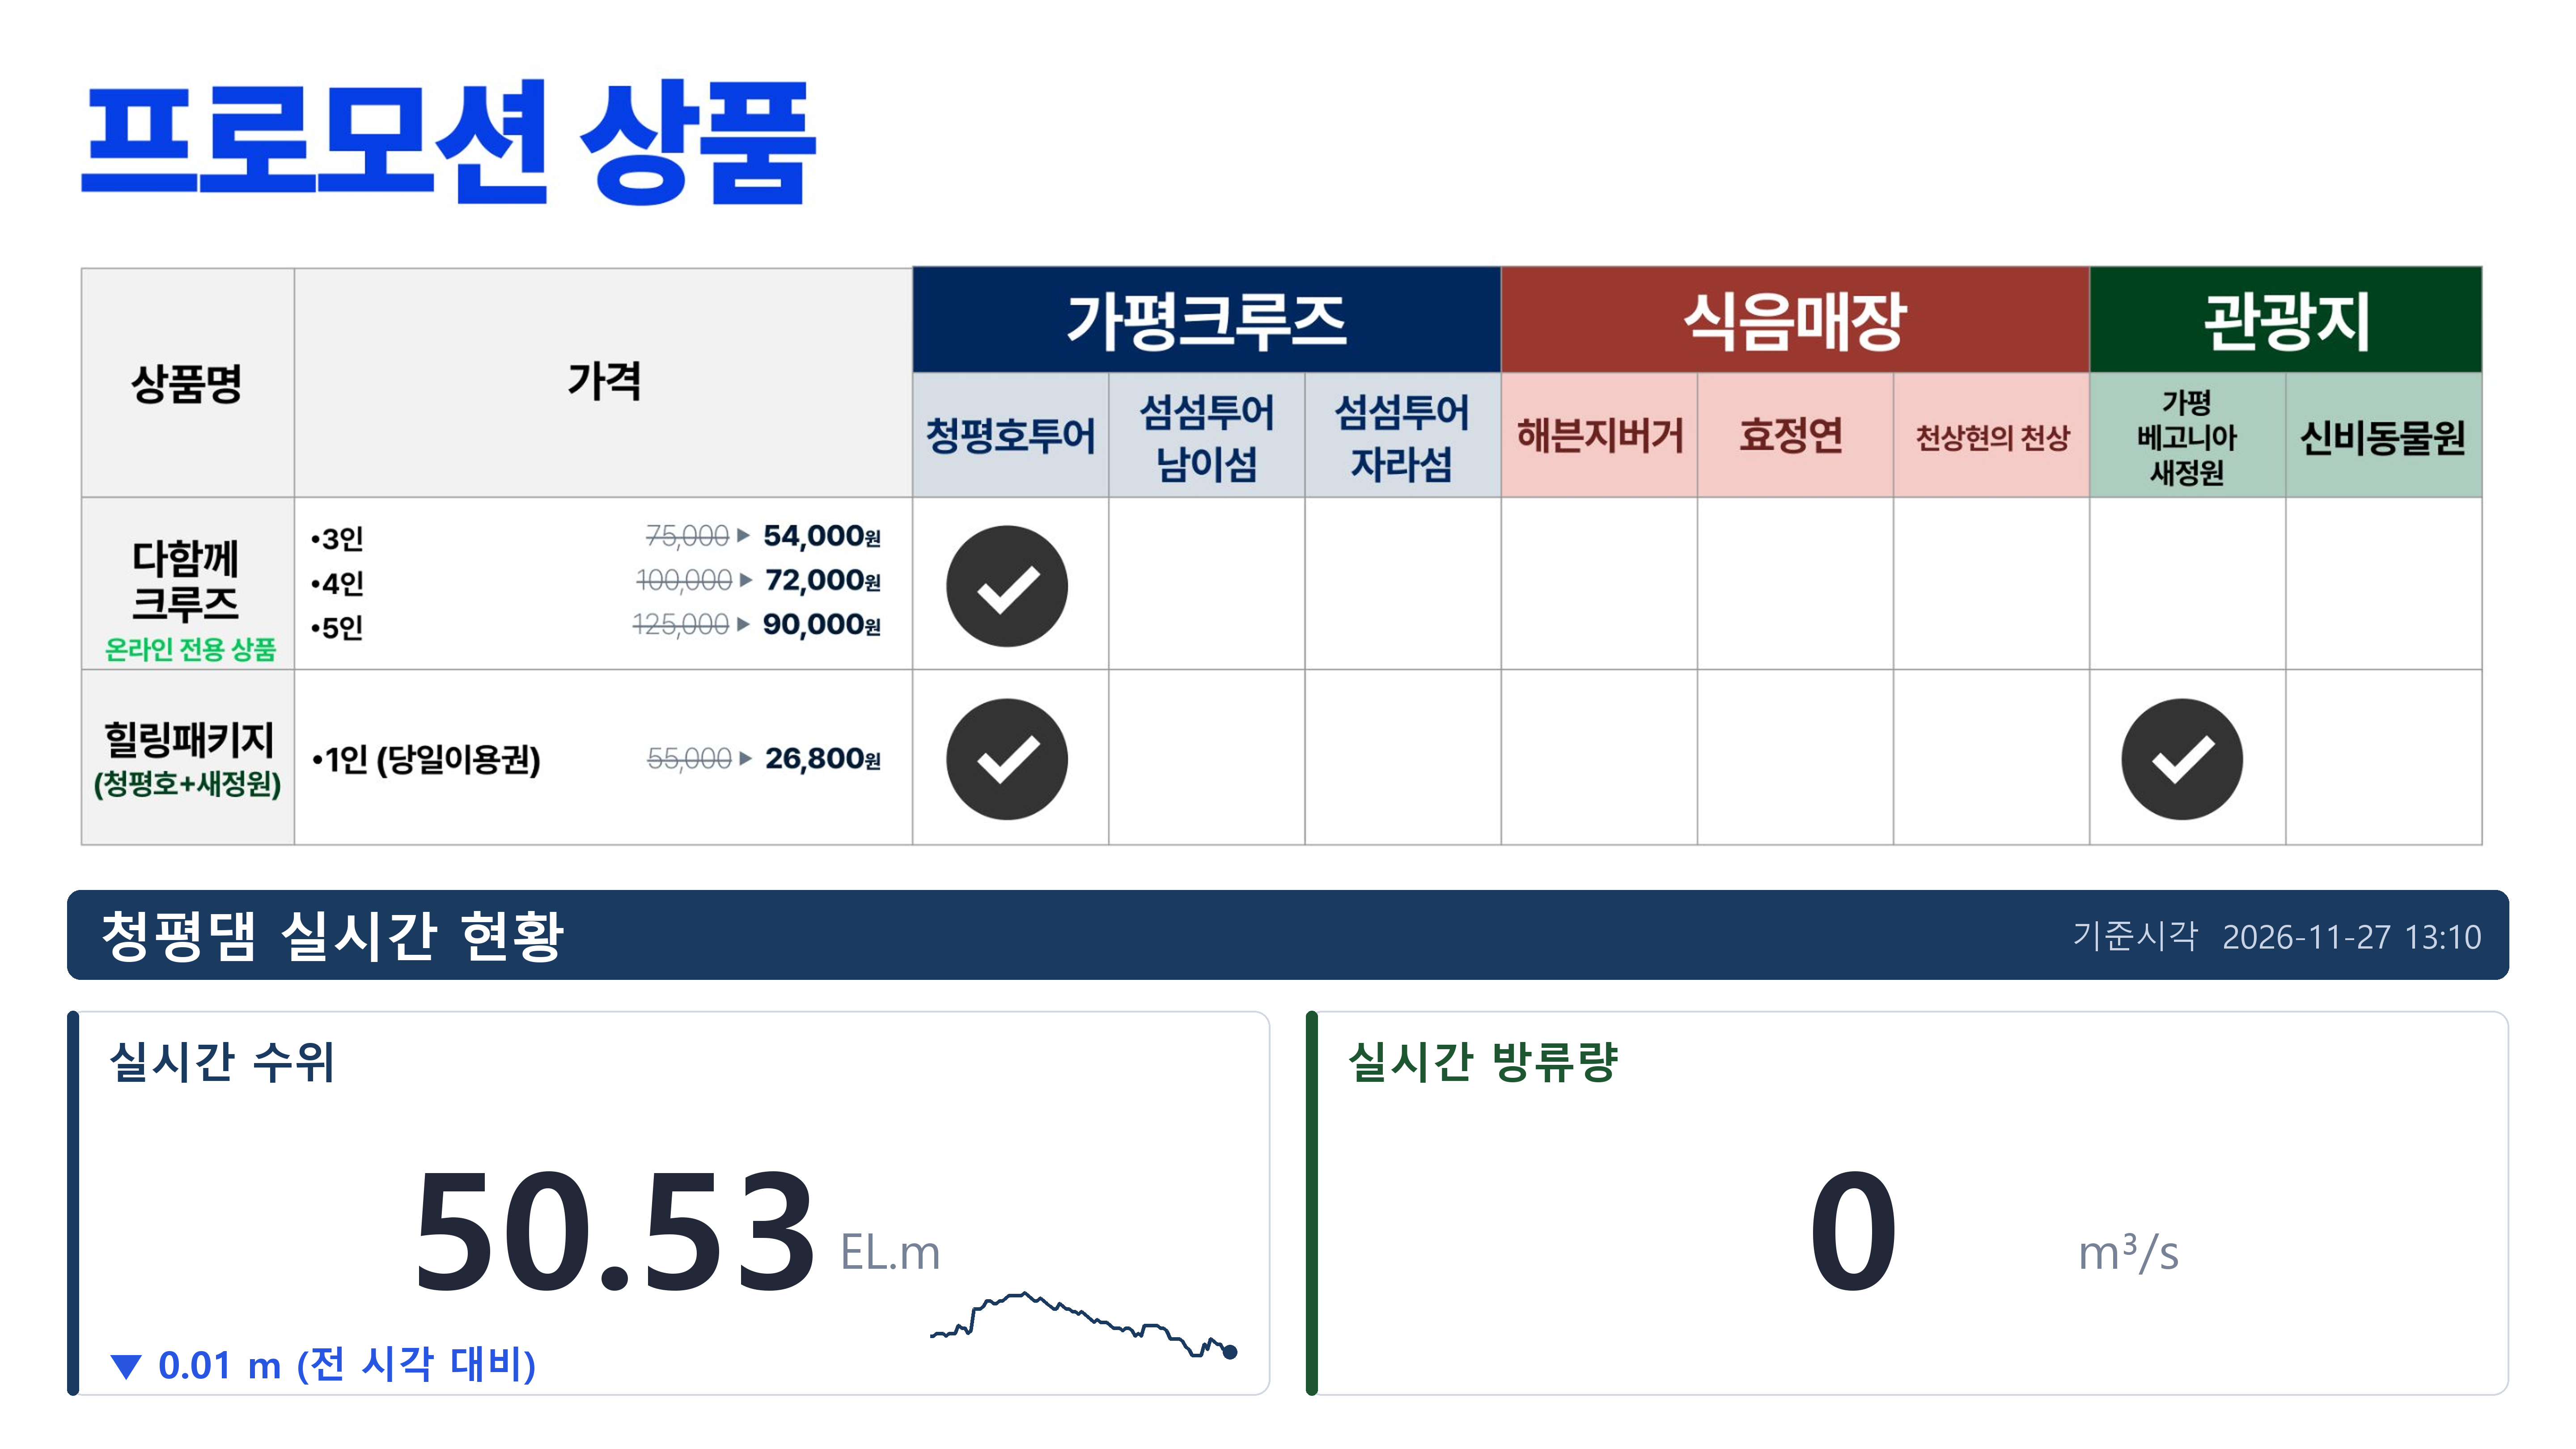 프로모션 상품
상품명
가격
가평크루즈
식음매장
관광지
청평호투어
섬섬투어
남이섬
섬섬투어
자라섬
해븐지버거
효정연
천상현의 천상
가평
베고니아
새정원
신비동물원
다함께
크루즈
온라인 전용 상품
•3인 75,000 ▶ 54,000원
•4인 100,000 ▶ 72,000원
•5인 125,000 ▶ 90,000원
힐링패키지
(청평호+새정원)
•1인 (당일이용권) 55,000 ▶ 26,800원
청평댐 실시간 현황
기준시각 2026-11-27 13:10
실시간 수위
50.53 EL.m
▼ 0.01 m (전 시각 대비)
실시간 방류량
0 m³/s